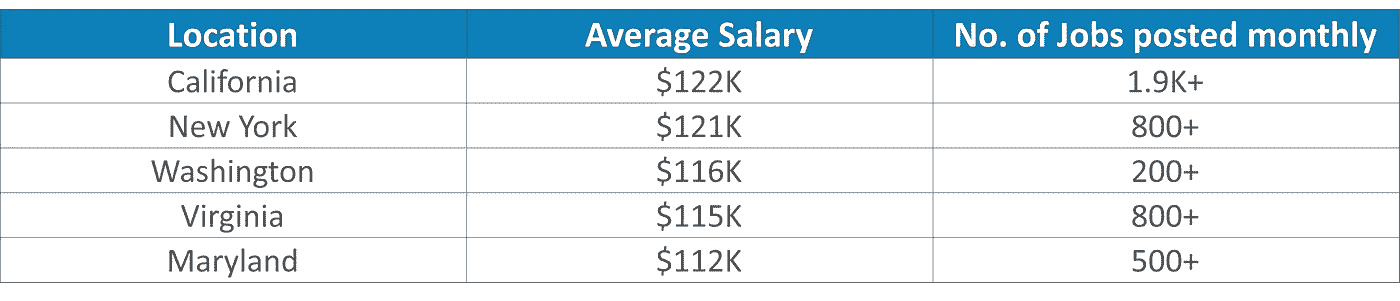 Location Average Salary No. of Jobs posted monthly
California $122K 1.9K+
New York $121K 800+
Washington $116K 200+
Virginia $115K 800+
Maryland $112K 500+